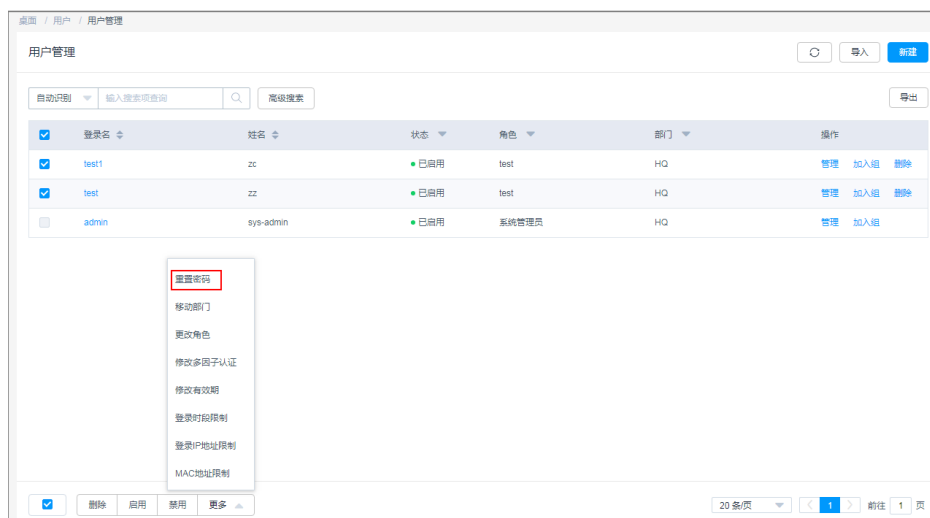 桌面 / 用户 / 用户管理
用户管理
导入
新建
自动识别
输入搜索项查询
高级搜索
导出
登录名 姓名 状态 角色 部门 操作
test1 zc 已启用 test HQ 管理 加入组 删除
test zz 已启用 test HQ 管理 加入组 删除
admin sys-admin 已启用 系统管理员 HQ 管理 加入组
重置密码
移动部门
更改角色
修改多因子认证
修改有效期
登录时段限制
登录IP地址限制
MAC地址限制
删除 启用 禁用 更多
20 条/页 1 前往 1 页